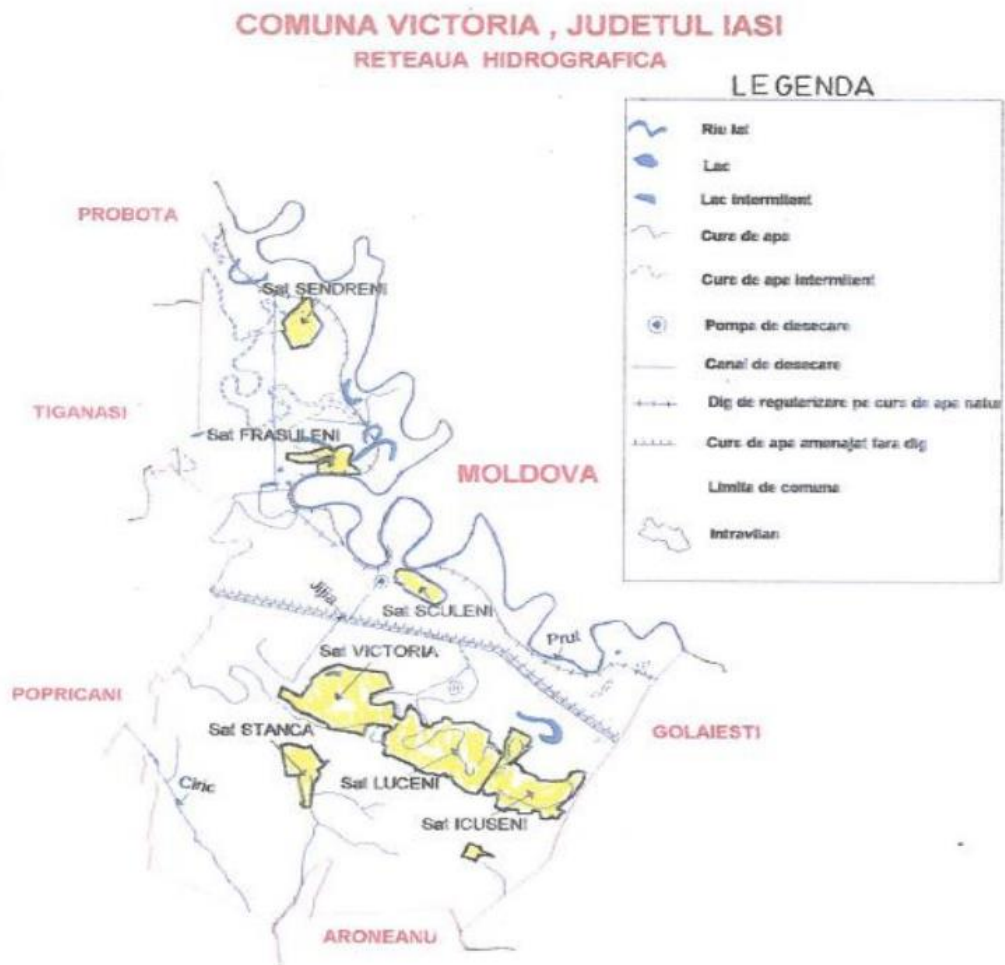 COMUNA VICTORIA , JUDETUL IASI
RETEAUA HIDROGRAFICA
LEGENDA
Riu lat
Lac
Lac intermitent
Curs de apa
Curs de apa intermitent
Pompa de desecare
Canal de desecare
Dig de regularizare pe curs de apa natur
Curs de apa amenajat fara dig
Limita de comuna
Intravilan
PROBOTA
Sat SENDRENI
TIGANASI
Sat FRASULENI
MOLDOVA
Jijia
Sat SCULENI
Prut
Sat VICTORIA
POPRICANI
GOLAIESTI
Sat STANCA
Ciric
Sat LUCENI
Sat ICUSENI
ARONEANU